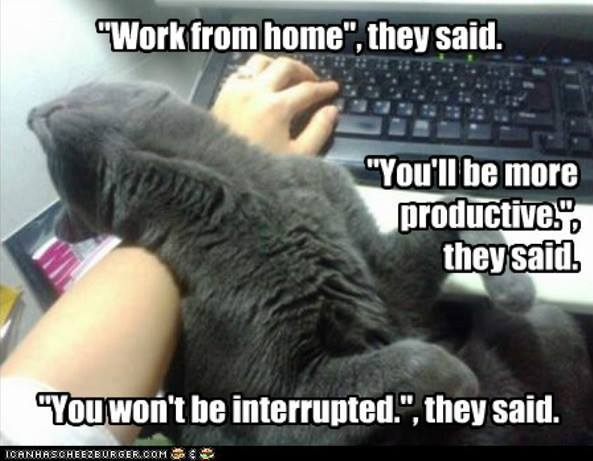 "Work from home", they said.
"You'll be more
productive.",
they said.
"You won't be interrupted.", they said.
ICANHASCHEEZBURGER.COM